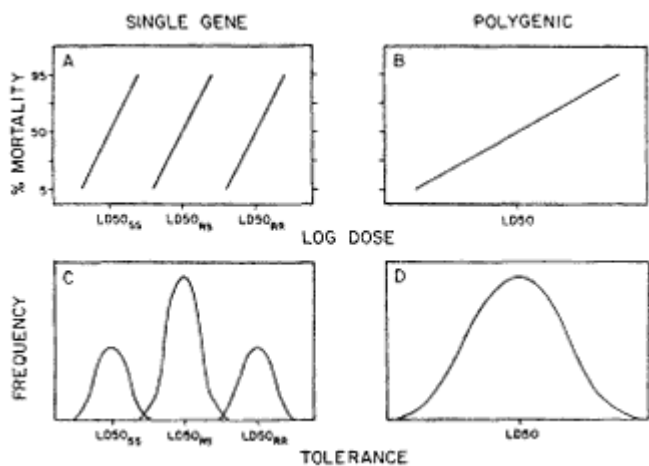 SINGLE GENE
POLYGENIC
A
B
% MORTALITY
95
50
5
LD50SS
LD50RS
LD50RR
LD50
LOG DOSE
C
D
FREQUENCY
LD50SS
LD50RS
LD50RR
LD50
TOLERANCE